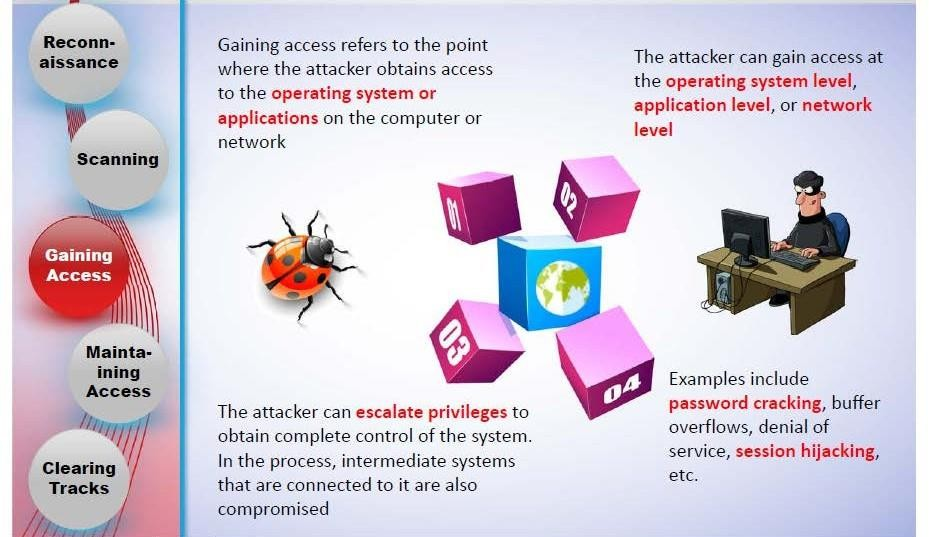 Reconn-
aissance
Scanning
Gaining
Access
Mainta-
ining
Access
Clearing
Tracks
Gaining access refers to the point
where the attacker obtains access
to the operating system or
applications on the computer or
network
The attacker can gain access at
the operating system level,
application level, or network
level
01
02
03
04
The attacker can escalate privileges to
obtain complete control of the system.
In the process, intermediate systems
that are connected to it are also
compromised
Examples include
password cracking, buffer
overflows, denial of
service, session hijacking,
etc.